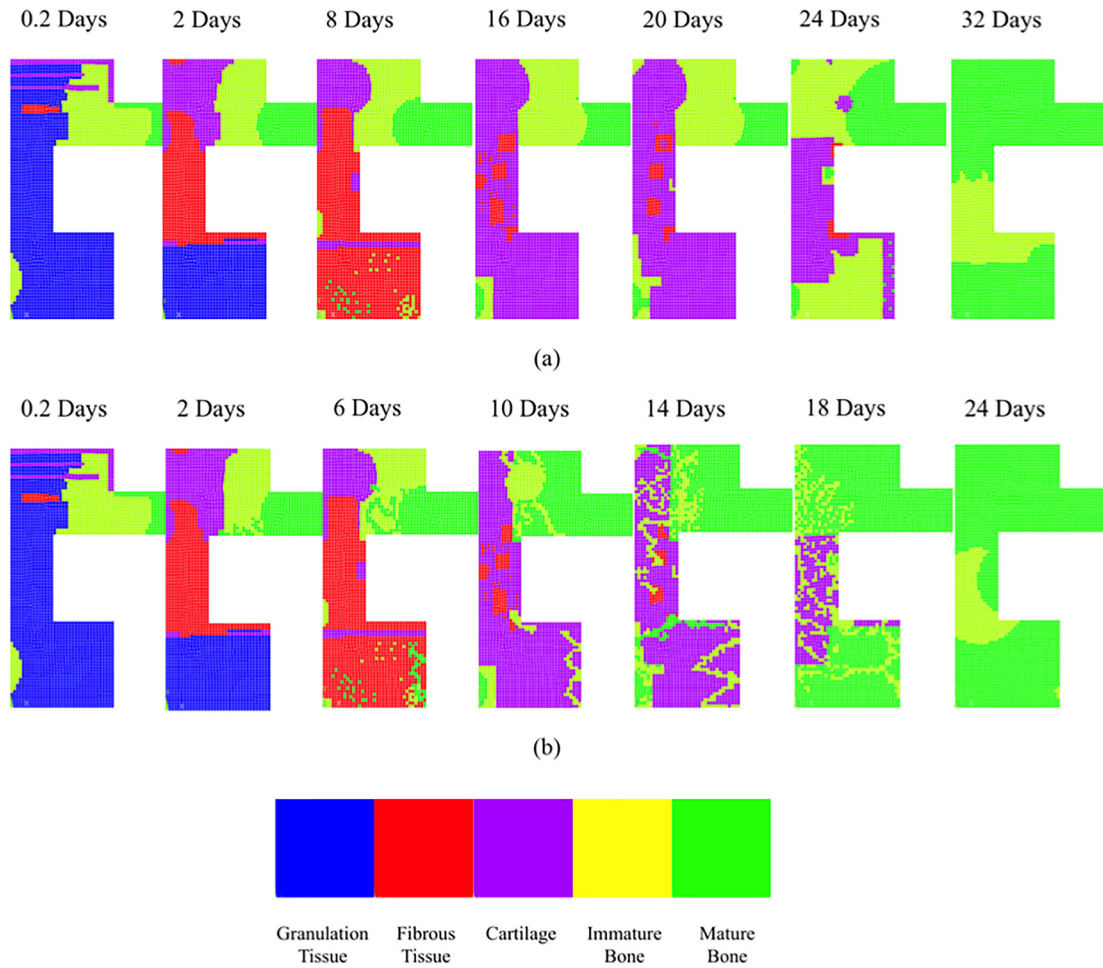 0.2 Days 2 Days 8 Days 16 Days 20 Days 24 Days 32 Days
(a)
0.2 Days 2 Days 6 Days 10 Days 14 Days 18 Days 24 Days
(b)
Granulation Tissue
Fibrous Tissue
Cartilage
Immature Bone
Mature Bone